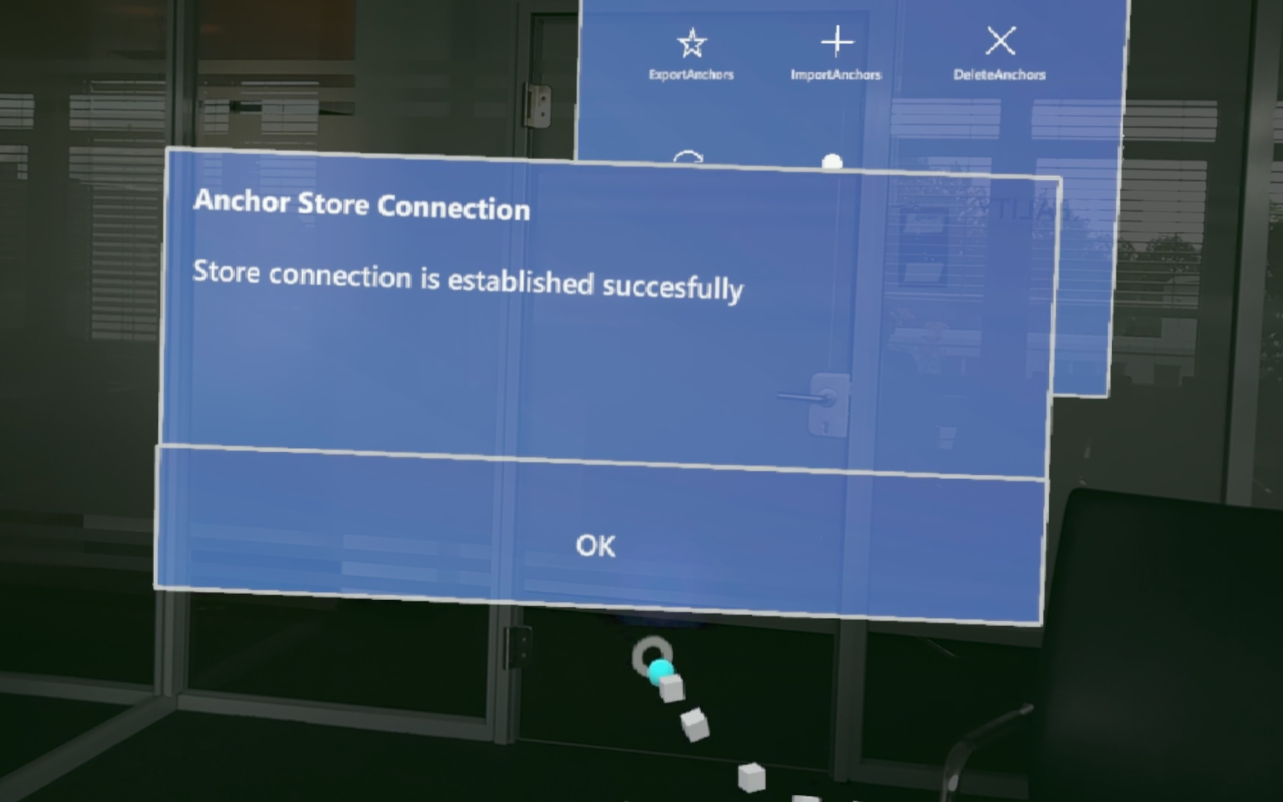 ExportAnchors
ImportAnchors
DeleteAnchors
Anchor Store Connection
Store connection is established succesfully
OK